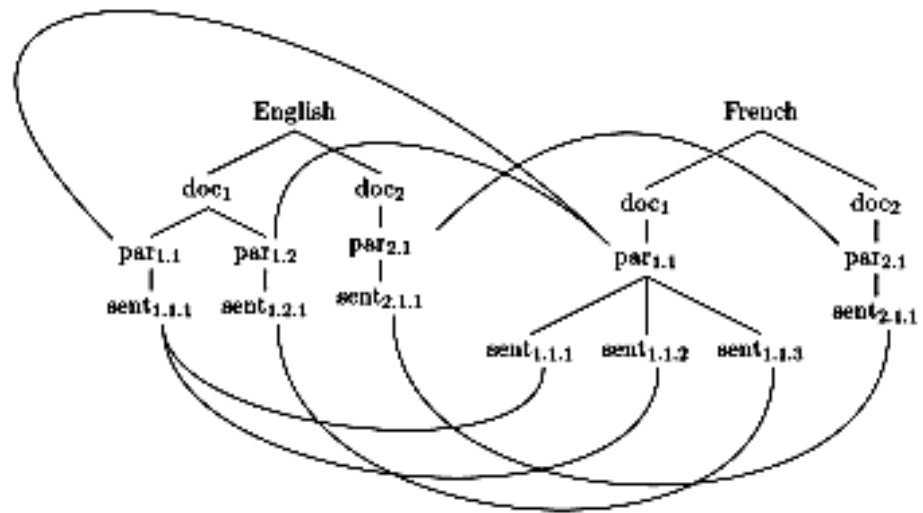 English French
doc₁ doc₂ doc₁ doc₂
par₁.₁ par₁.₂ par₂.₁ par₁.₁ par₂.₁
sent₁.₁.₁ sent₁.₂.₁ sent₂.₁.₁ sent₂.₁.₁
sent₁.₁.₁ sent₁.₁.₂ sent₁.₁.₃